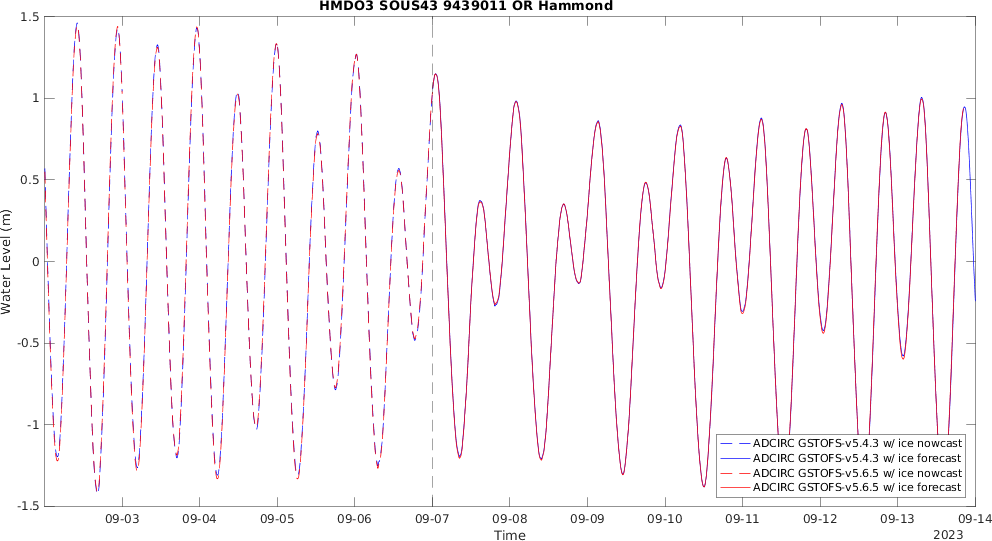 HMDO3 SOUS43 9439011 OR Hammond
1.5
1
0.5
0
-0.5
-1
-1.5
Water Level (m)
09-03 09-04 09-05 09-06 09-07 09-08 09-09 09-10 09-11 09-12 09-13 09-14
Time
2023
ADCIRC GSTOFS-v5.4.3 w/ ice nowcast
ADCIRC GSTOFS-v5.4.3 w/ ice forecast
ADCIRC GSTOFS-v5.6.5 w/ ice nowcast
ADCIRC GSTOFS-v5.6.5 w/ ice forecast